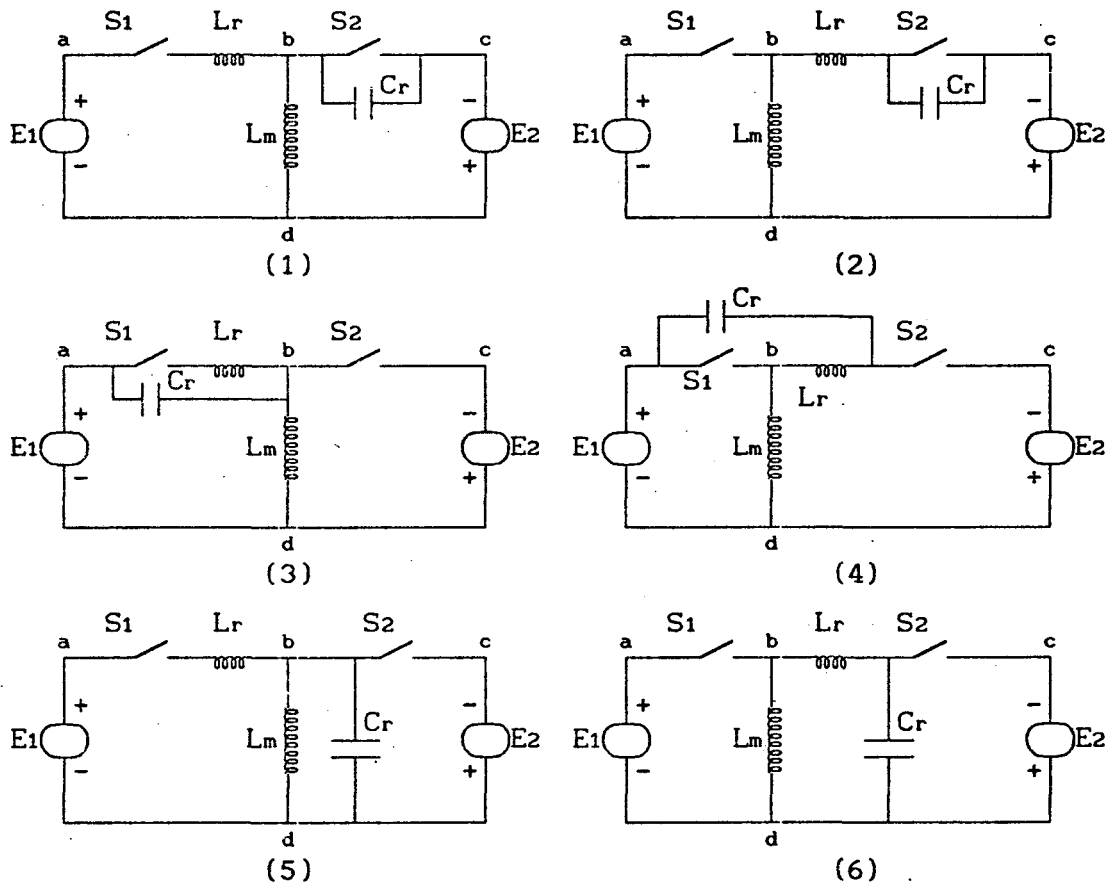 S1 Lr S2
a b c
Cr
+ -
E1 Lm E2
- +
d
(1)
S1 Lr S2
a b c
Cr
+ -
E1 Lm E2
- +
d
(2)
S1 Lr S2
a b c
Cr
+ -
E1 Lm E2
- +
d
(3)
Cr
S2
a b c
S1
Lr
+ -
E1 Lm E2
- +
d
(4)
S1 Lr S2
a b c
+ -
Cr
E1 Lm E2
- +
d
(5)
S1 Lr S2
a b c
+ -
Cr
E1 Lm E2
- +
d
(6)